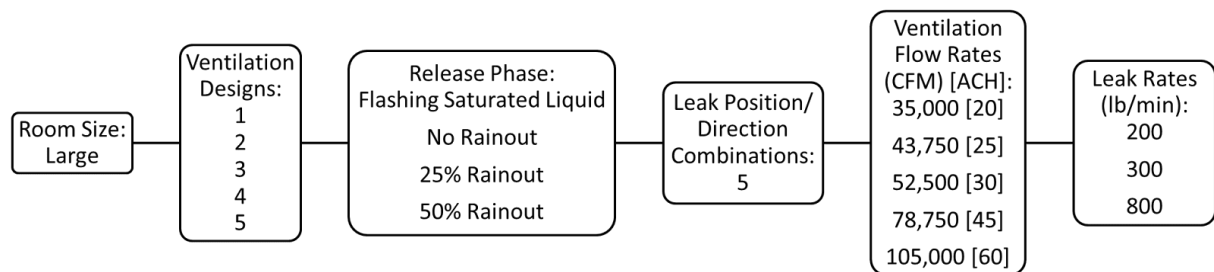 Room Size:
Large
Ventilation
Designs:
1
2
3
4
5
Release Phase:
Flashing Saturated Liquid
No Rainout
25% Rainout
50% Rainout
Leak Position/
Direction
Combinations:
5
Ventilation
Flow Rates
(CFM) [ACH]:
35,000 [20]
43,750 [25]
52,500 [30]
78,750 [45]
105,000 [60]
Leak Rates
(lb/min):
200
300
800